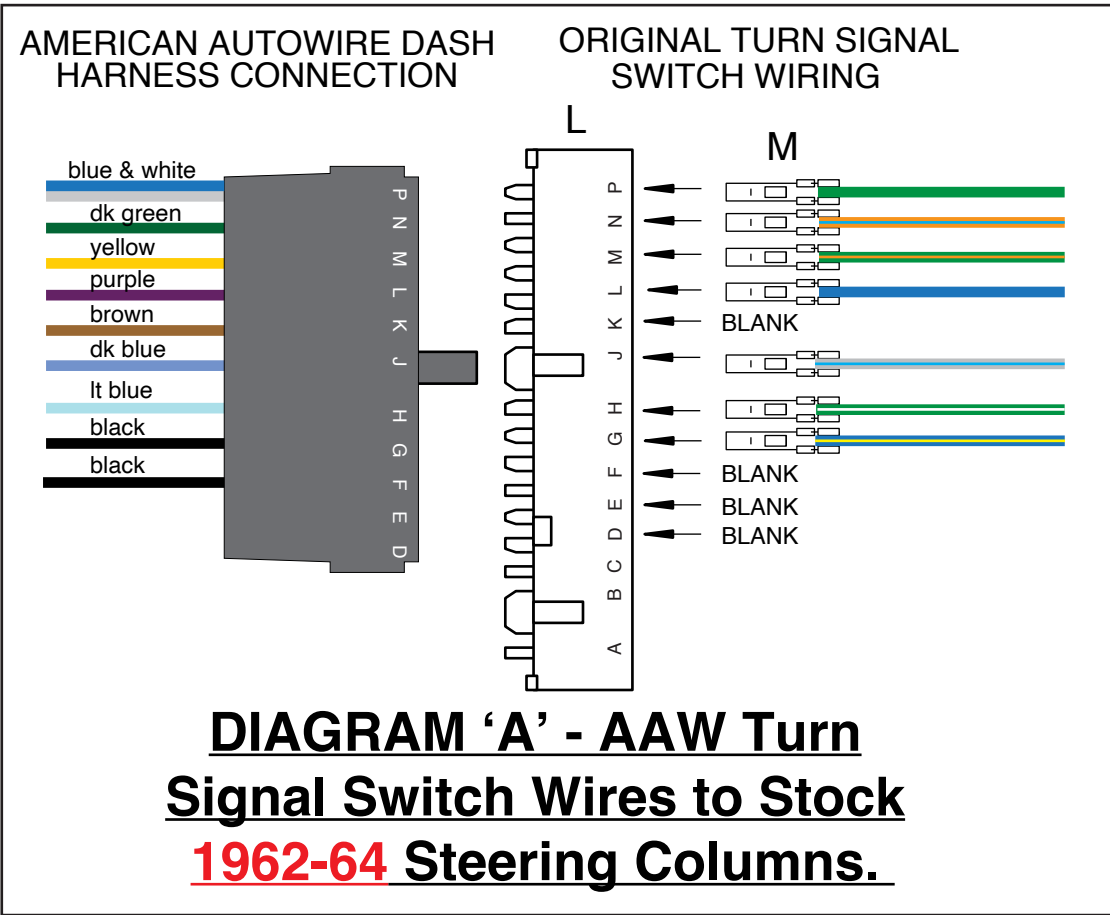 AMERICAN AUTOWIRE DASH
HARNESS CONNECTION
ORIGINAL TURN SIGNAL
SWITCH WIRING
blue & white
dk green
yellow
purple
brown
dk blue
lt blue
black
black
P
N
M
L
K
J
H
G
F
E
D
L
P
N
M
L
K
J
H
G
F
E
D
C
B
A
M
BLANK
BLANK
BLANK
BLANK
DIAGRAM ‘A’ - AAW Turn
Signal Switch Wires to Stock
1962-64 Steering Columns.